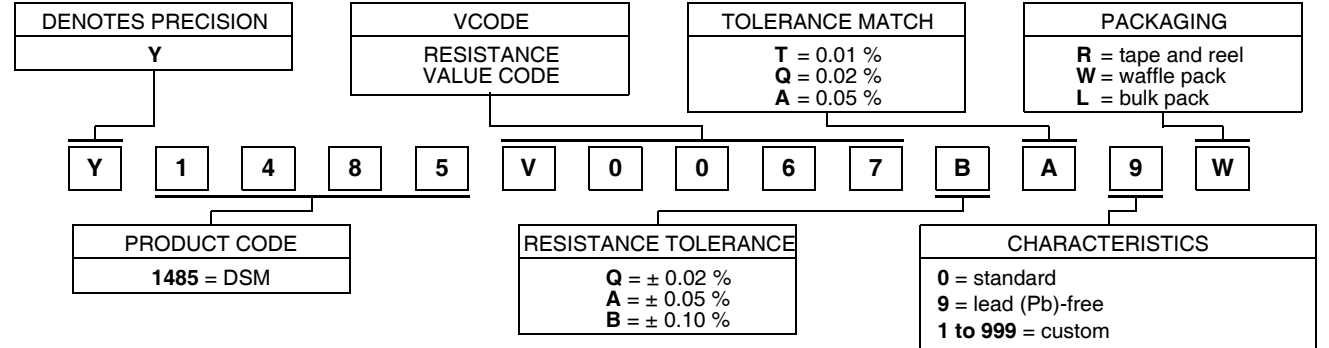 DENOTES PRECISION
Y
VCODE
RESISTANCE
VALUE CODE
TOLERANCE MATCH
T = 0.01 %
Q = 0.02 %
A = 0.05 %
PACKAGING
R = tape and reel
W = waffle pack
L = bulk pack
Y 1 4 8 5 V 0 0 6 7 B A 9 W
PRODUCT CODE
1485 = DSM
RESISTANCE TOLERANCE
Q = ± 0.02 %
A = ± 0.05 %
B = ± 0.10 %
CHARACTERISTICS
0 = standard
9 = lead (Pb)-free
1 to 999 = custom